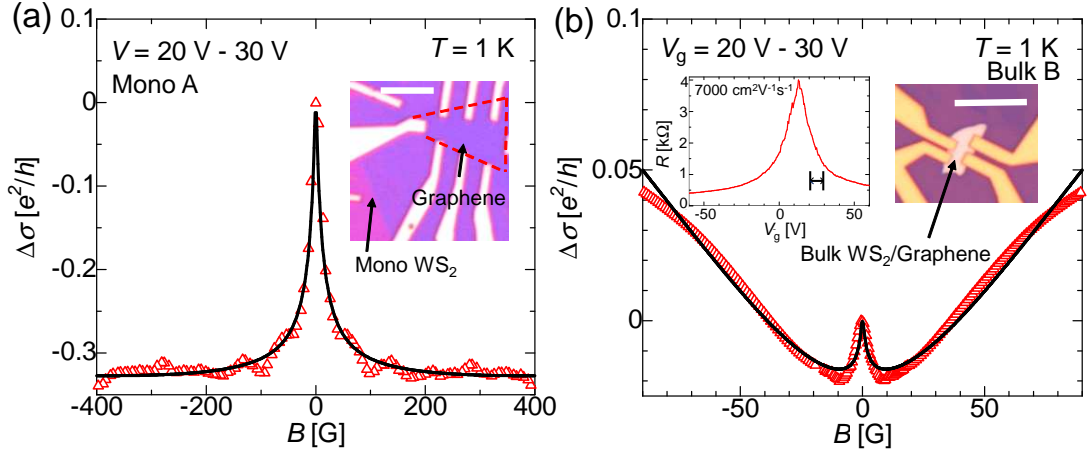 (a)
V = 20 V - 30 V
T = 1 K
Mono A
Graphene
Mono WS2
Δσ [e2/h]
0.1
0
-0.1
-0.2
-0.3
-400
-200
0
200
400
B [G]
(b)
Vg = 20 V - 30 V
T = 1 K
Bulk B
7000 cm2V-1s-1
R [kΩ]
4
3
2
1
0
-50
0
50
Vg [V]
Bulk WS2/Graphene
Δσ [e2/h]
0.1
0.05
0
-50
0
50
B [G]